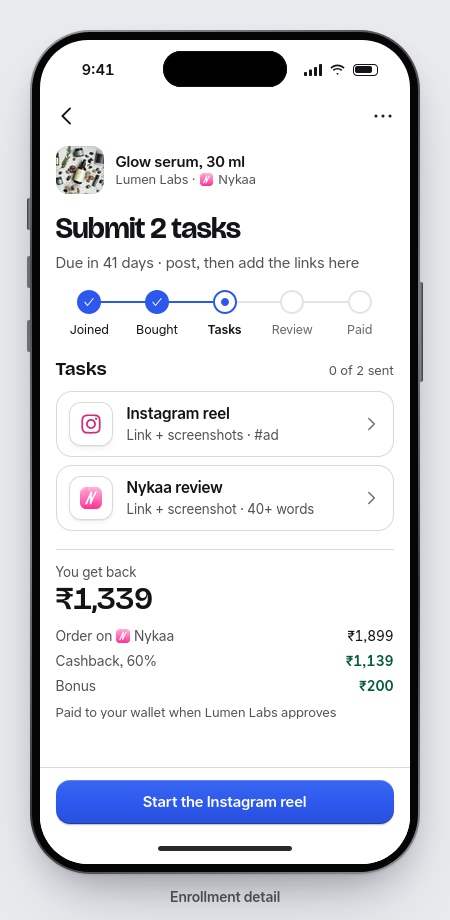 9:41
Glow serum, 30 ml
Lumen Labs · Nykaa
Submit 2 tasks
Due in 41 days · post, then add the links here
Joined Bought Tasks Review Paid
Tasks 0 of 2 sent
Instagram reel
Link + screenshots · #ad
Nykaa review
Link + screenshot · 40+ words
You get back
₹1,339
Order on Nykaa ₹1,899
Cashback, 60% ₹1,139
Bonus ₹200
Paid to your wallet when Lumen Labs approves
Start the Instagram reel
Enrollment detail